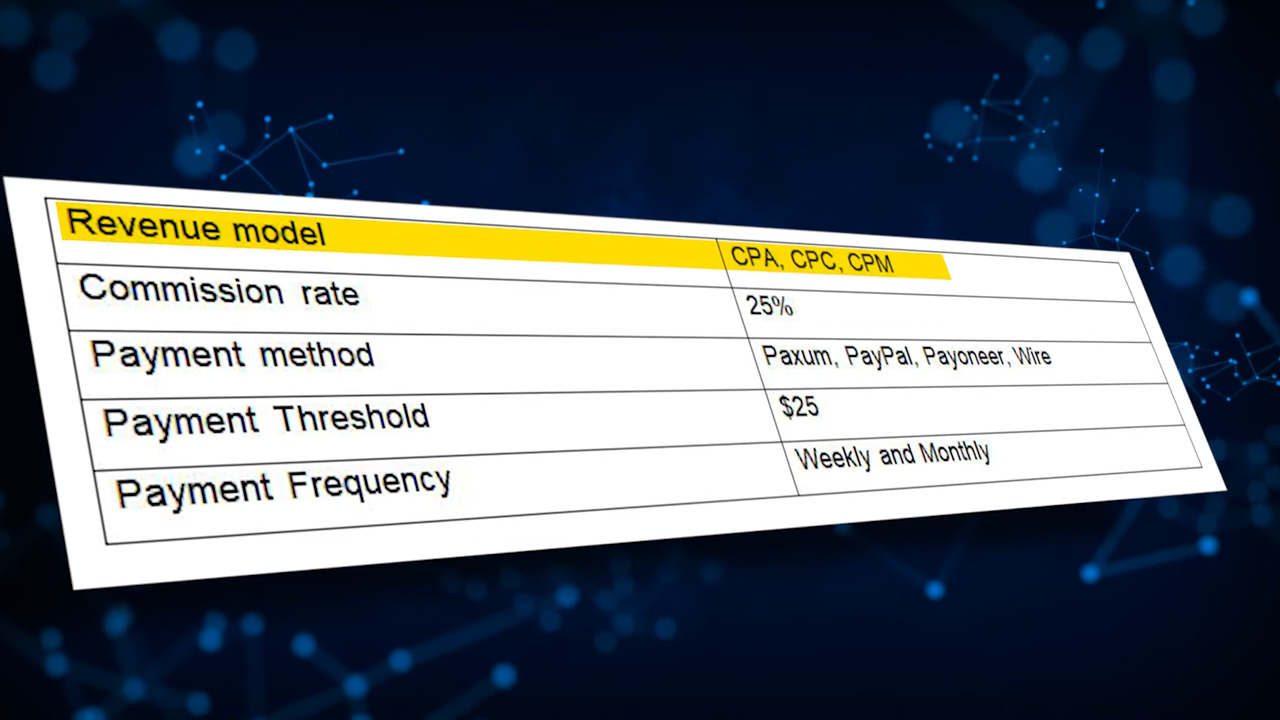 Revenue model CPA, CPC, CPM
Commission rate 25%
Payment method Paxum, PayPal, Payoneer, Wire
Payment Threshold $25
Payment Frequency Weekly and Monthly